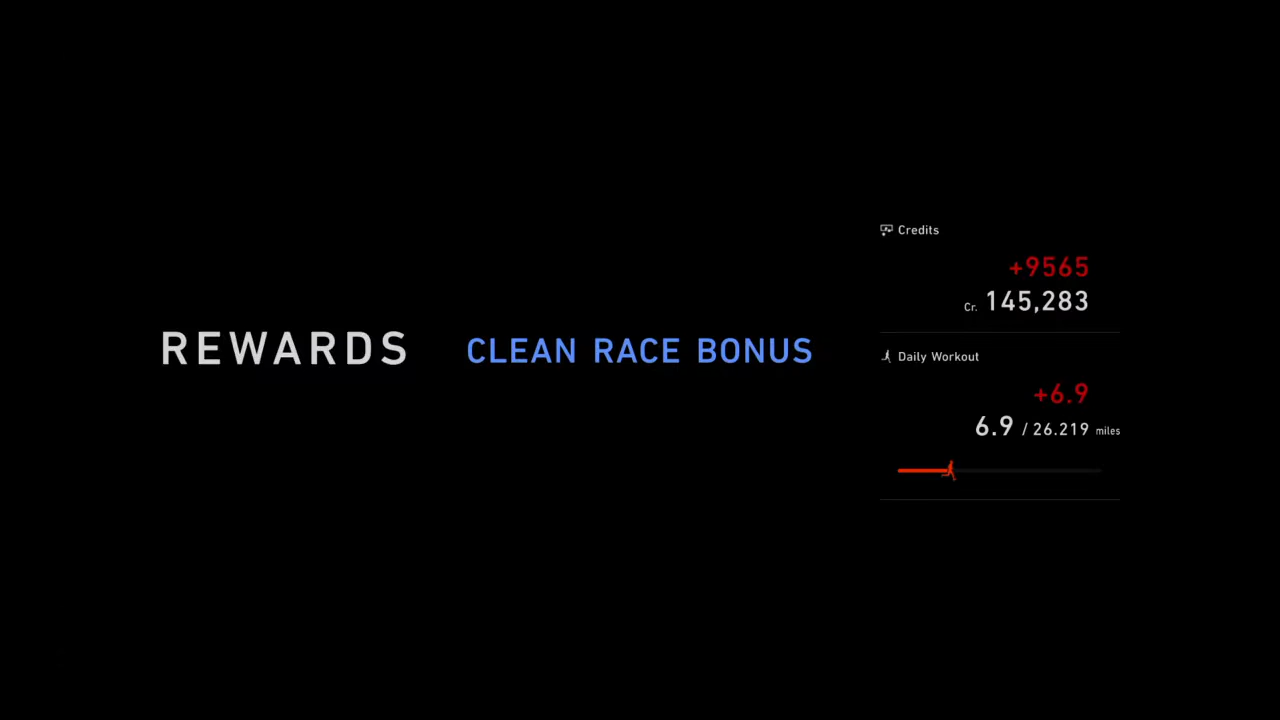 REWARDS
CLEAN RACE BONUS
Credits
+9565
Cr. 145,283
Daily Workout
+6.9
6.9 / 26.219 miles